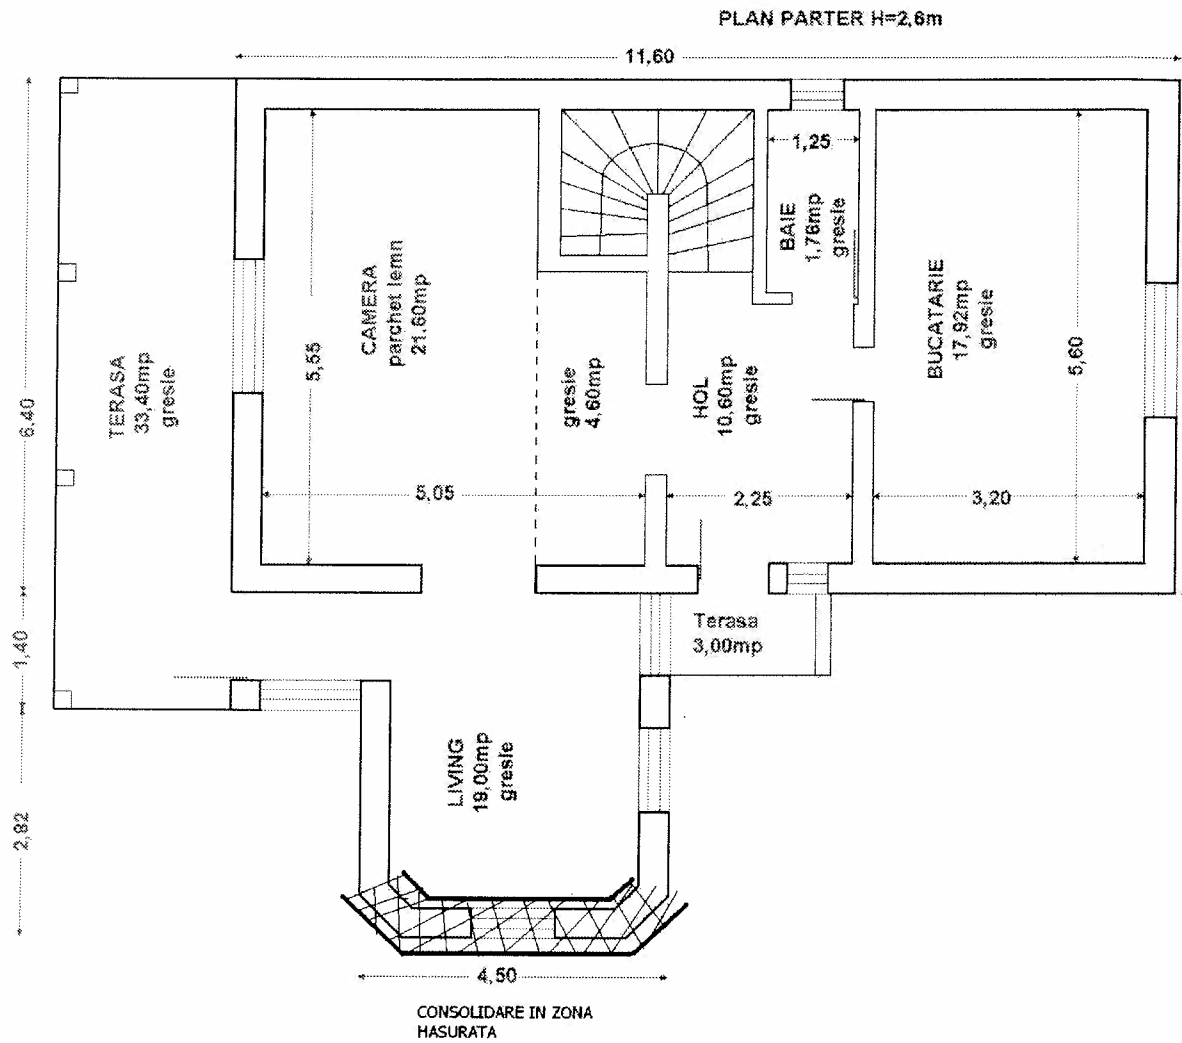 PLAN PARTER H=2,6m
11,60
1,25
BAIE
1,76mp
gresie
CAMERA
parchet lemn
21.60mp
5,55
BUCATARIE
17,92mp
gresie
5,60
TERASA
33,40mp
gresie
6,40
gresie
4,60mp
HOL
10,60mp
gresie
5,05
2,25
3,20
Terasa
3,00mp
1,40
LIVING
19,00mp
gresie
2,82
4,50
CONSOLIDARE IN ZONA
HASURATA